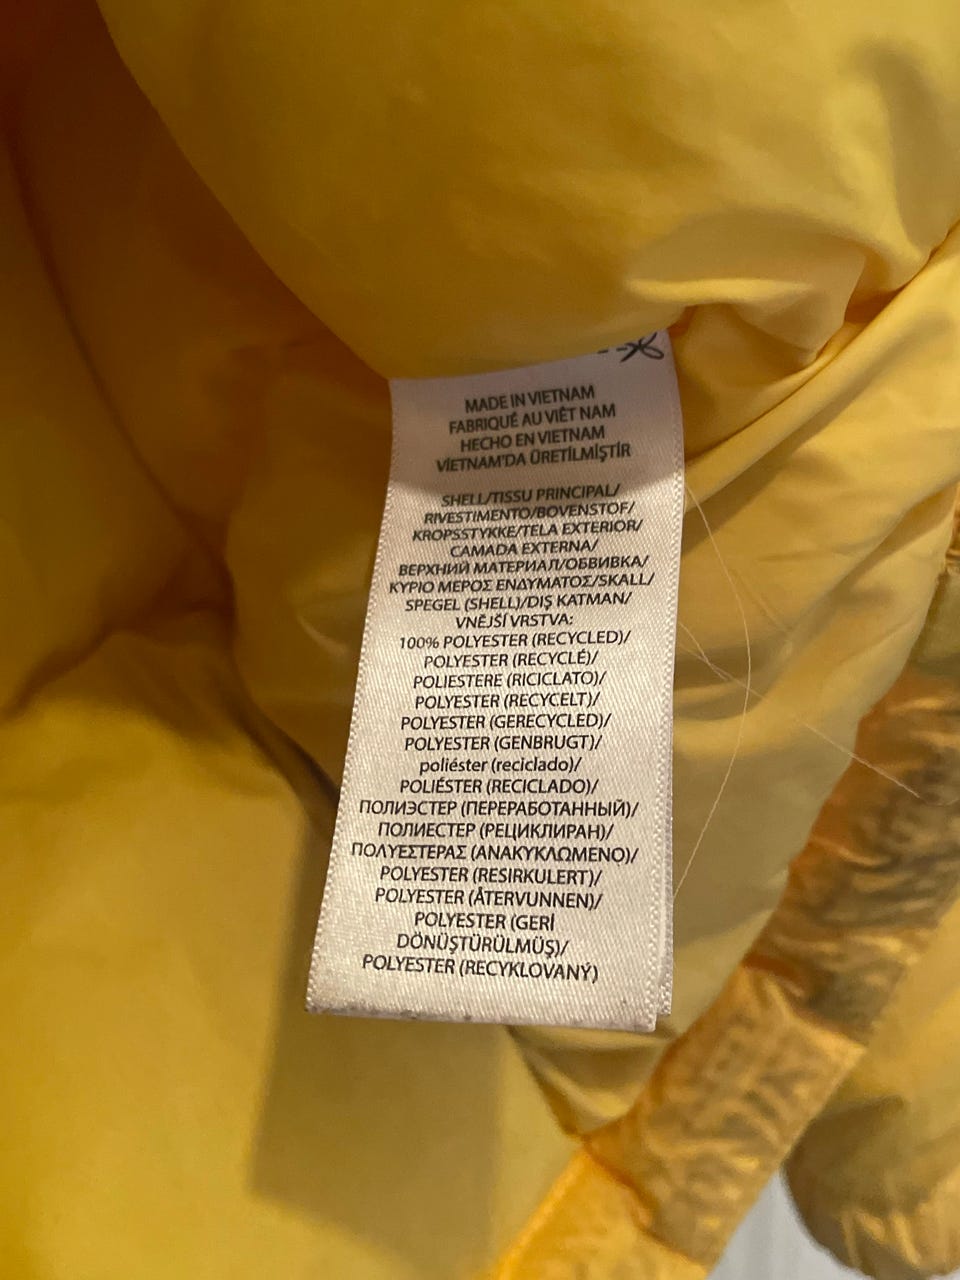 MADE IN VIETNAM
FABRIQUÉ AU VIÊT NAM
HECHO EN VIETNAM
VİETNAM'DA ÜRETİLMİŞTİR
SHELL/TISSU PRINCIPAL/
RIVESTIMENTO/BOVENSTOF/
KROPSSTYKKE/TELA EXTERIOR/
CAMADA EXTERNA/
ВЕРХНИЙ МАТЕРИАЛ/ОБВИВКА/
ΚΥΡΙΟ ΜΕΡΟΣ ΕΝΔΥΜΑΤΟΣ/SKALL/
SPEGEL (SHELL)/DIŞ KATMAN/
VNĚJŠÍ VRSTVA:
100% POLYESTER (RECYCLED)/
POLYESTER (RECYCLÉ)/
POLIESTERE (RICICLATO)/
POLYESTER (RECYCELT)/
POLYESTER (GERECYCLED)/
POLYESTER (GENBRUGT)/
poliéster (reciclado)/
POLIÉSTER (RECICLADO)/
ПОЛИЭСТЕР (ПЕРЕРАБОТАННЫЙ)/
ПОЛИЕСТЕР (РЕЦИКЛИРАН)/
ΠΟΛΥΕΣΤΕΡΑΣ (ΑΝΑΚΥΚΛΩΜΕΝΟ)/
POLYESTER (RESIRKULERT)/
POLYESTER (ÅTERVUNNEN)/
POLYESTER (GERİ
DÖNÜŞTÜRÜLMÜŞ)/
POLYESTER (RECYKLOVANÝ)